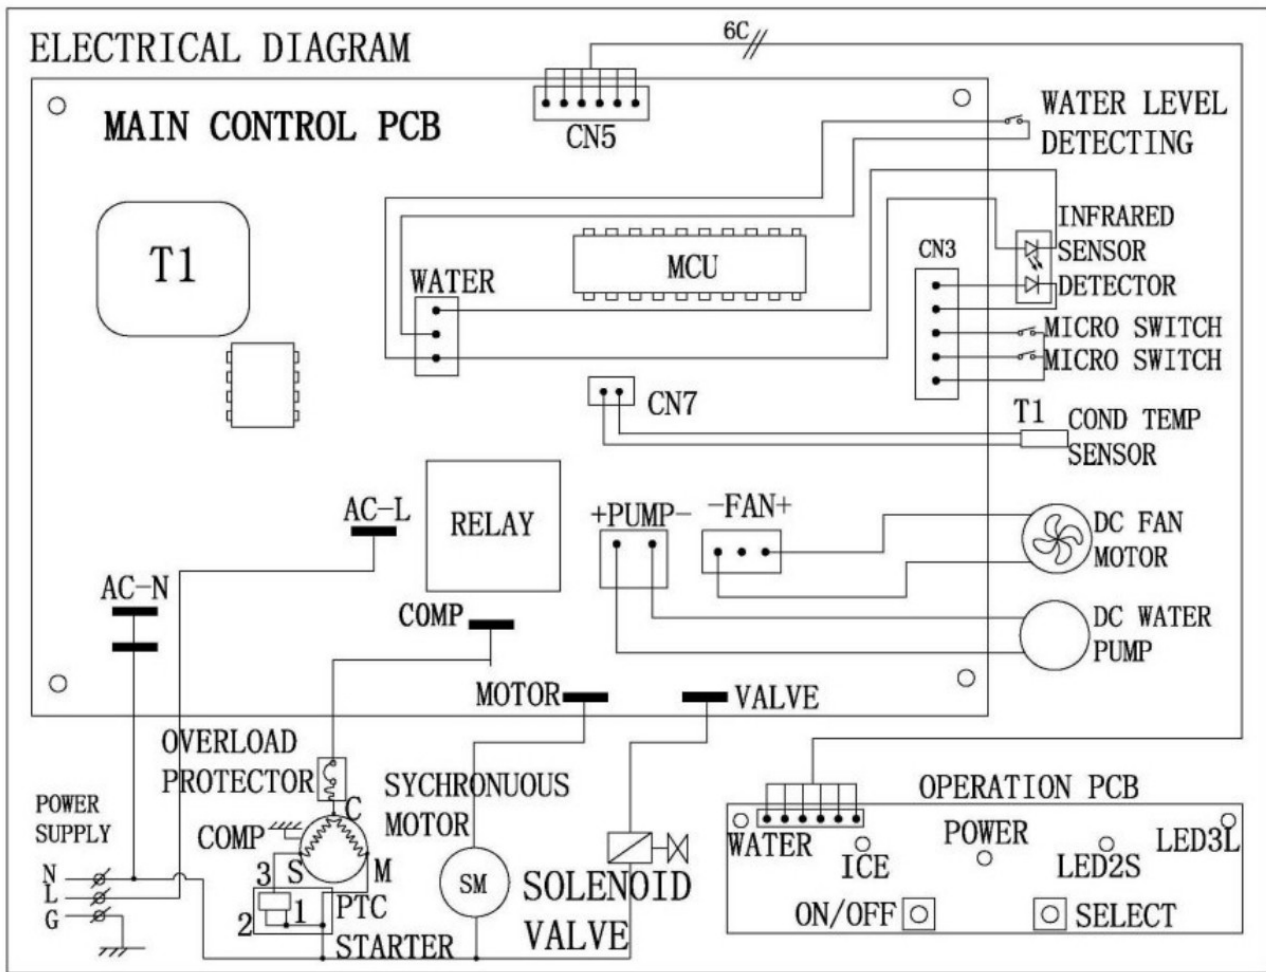 ELECTRICAL DIAGRAM
6C
MAIN CONTROL PCB
CN5
WATER LEVEL
DETECTING
T1
MCU
CN3
INFRARED
SENSOR
DETECTOR
WATER
MICRO SWITCH
MICRO SWITCH
CN7
T1
COND TEMP
SENSOR
AC-L
RELAY
+PUMP-
-FAN+
DC FAN
MOTOR
AC-N
COMP
DC WATER
PUMP
MOTOR
VALVE
OVERLOAD
PROTECTOR
SYCHRONUOUS
MOTOR
POWER
SUPPLY
N
L
G
COMP
C
S
M
3
2
1
PTC
STARTER
SM
SOLENOID
VALVE
OPERATION PCB
WATER
ICE
POWER
LED2S
LED3L
ON/OFF
SELECT